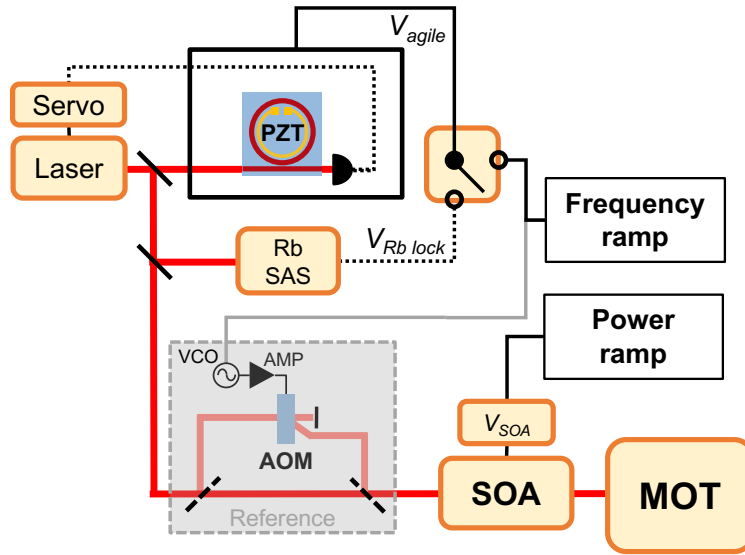 V_agile
Servo
PZT
Laser
Frequency
ramp
V_Rb lock
Rb
SAS
Power
ramp
VCO
AMP
V_SOA
AOM
SOA
MOT
Reference